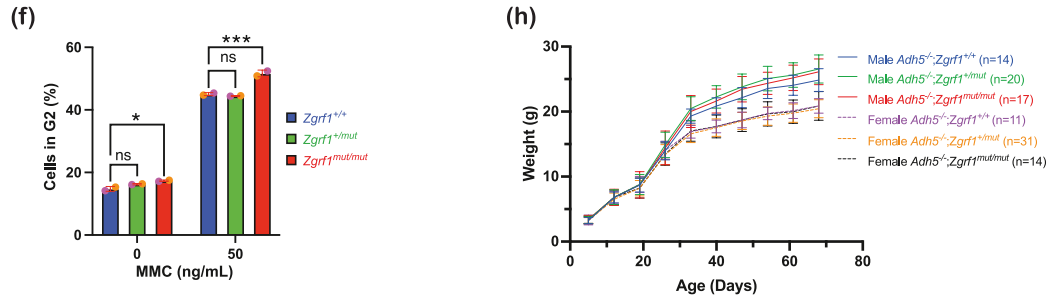 (f)
Cells in G2 (%)
60
40
20
0
ns
*
ns
***
0
50
MMC (ng/mL)
Zgrf1+/+
Zgrf1+/mut
Zgrf1mut/mut
(h)
Weight (g)
30
20
10
0
0
20
40
60
80
Age (Days)
Male Adh5-/-;Zgrf1+/+ (n=14)
Male Adh5-/-;Zgrf1+/mut (n=20)
Male Adh5-/-;Zgrf1mut/mut (n=17)
Female Adh5-/-;Zgrf1+/+ (n=11)
Female Adh5-/-;Zgrf1+/mut (n=31)
Female Adh5-/-;Zgrf1mut/mut (n=14)